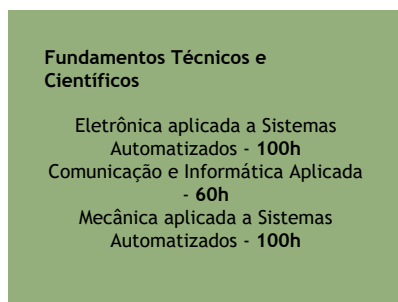 Fundamentos Técnicos e
Científicos
Eletrônica aplicada a Sistemas
Automatizados - 100h
Comunicação e Informática Aplicada
- 60h
Mecânica aplicada a Sistemas
Automatizados - 100h